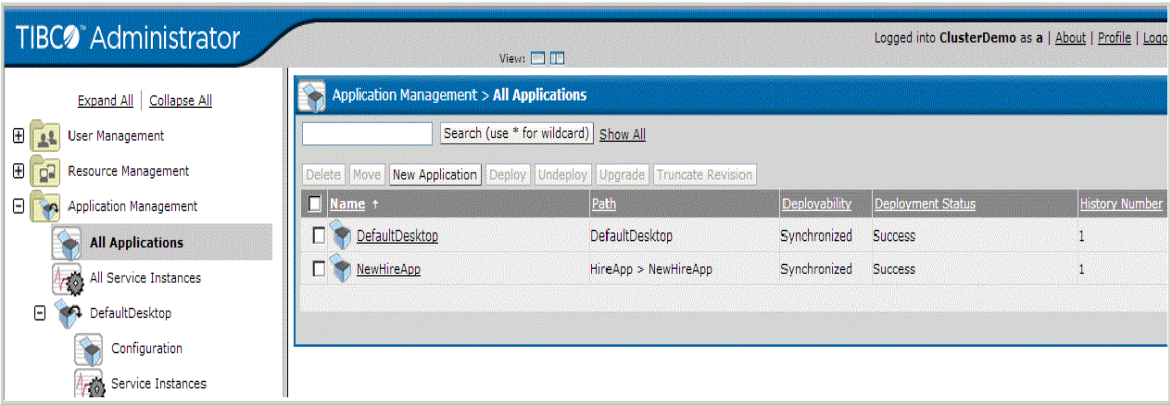 TIBCO™ Administrator
View:
Logged into ClusterDemo as a | About | Profile | Logo
Expand All | Collapse All
User Management
Resource Management
Application Management
All Applications
All Service Instances
DefaultDesktop
Configuration
Service Instances
Application Management > All Applications
Search (use * for wildcard) Show All
Delete Move New Application Deploy Undeploy Upgrade Truncate Revision
Name Path Deployability Deployment Status History Number
DefaultDesktop DefaultDesktop Synchronized Success 1
NewHireApp HireApp > NewHireApp Synchronized Success 1